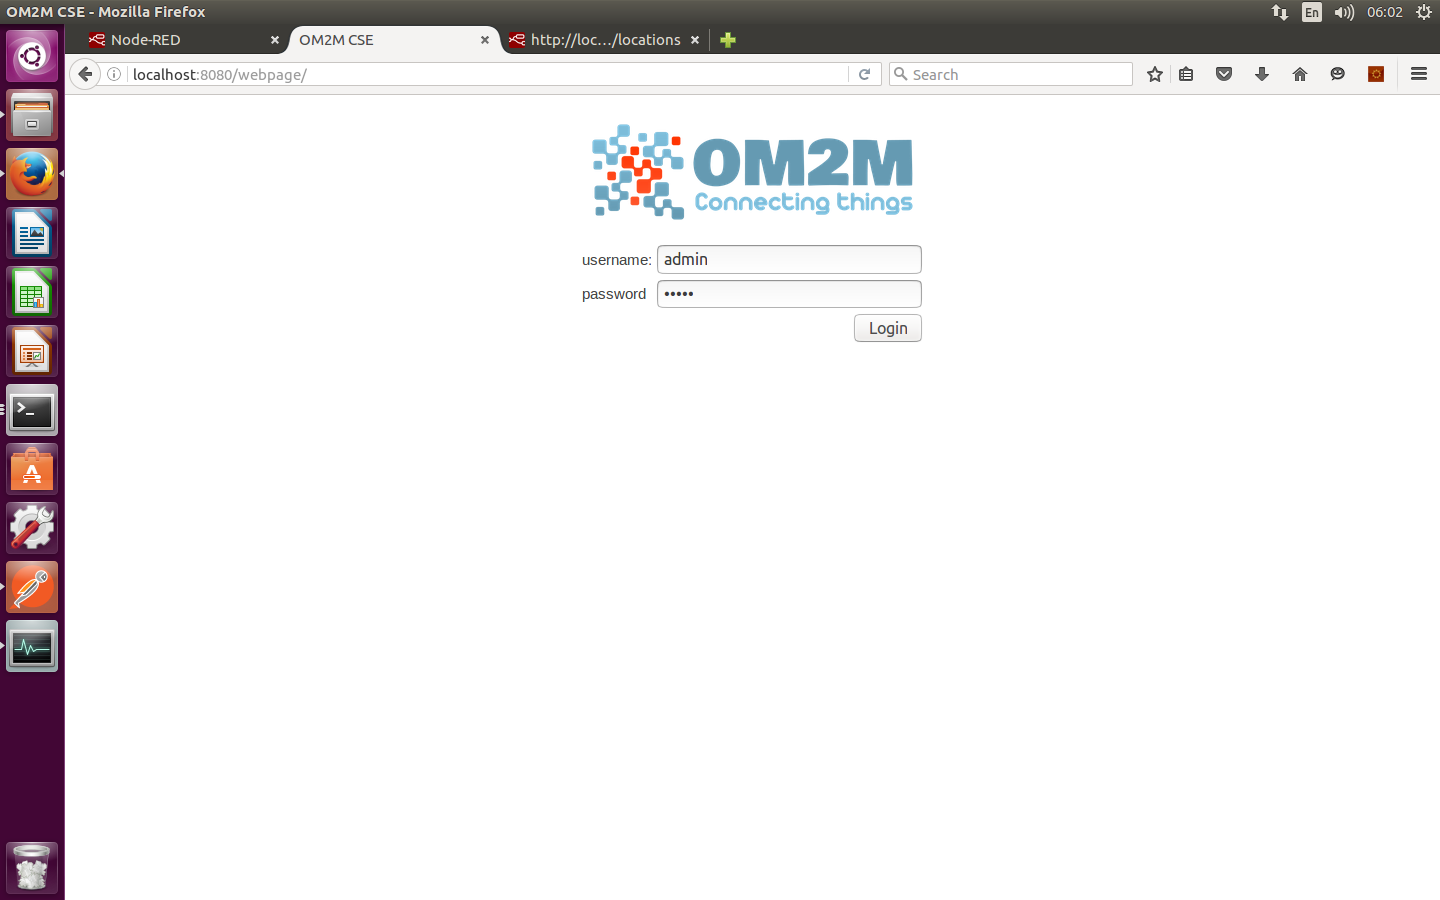 OM2M CSE - Mozilla Firefox
En
06:02
Node-RED
OM2M CSE
http://loc…/locations
localhost:8080/webpage/
Search
OM2M
Connecting things
username:
admin
password
•••••
Login